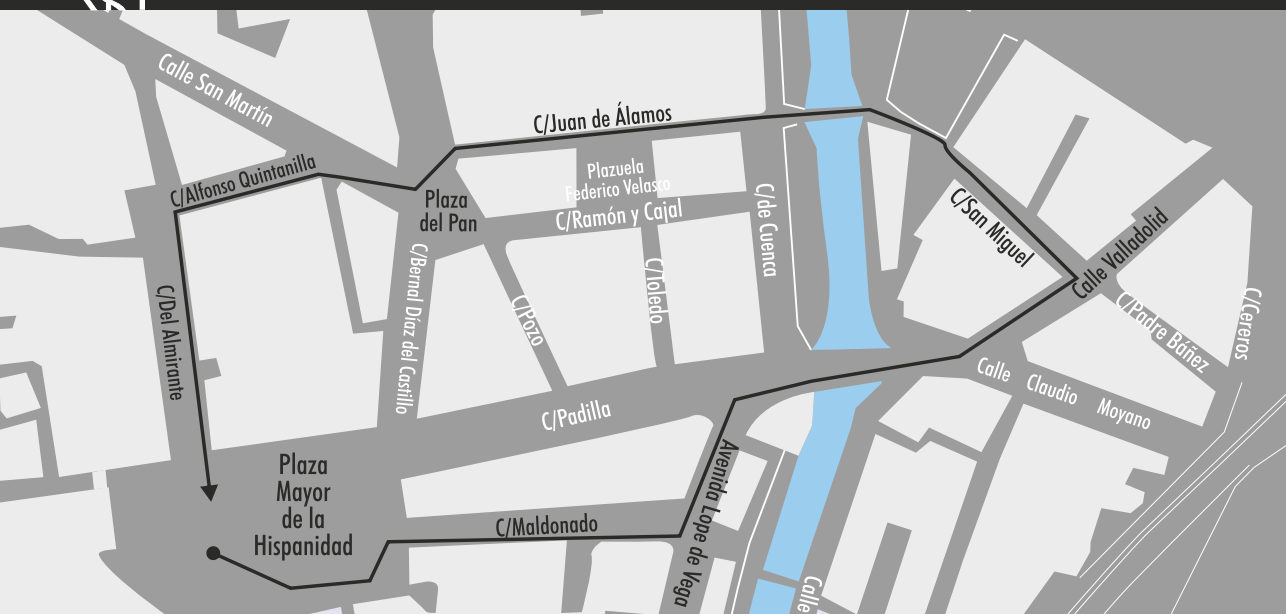 Calle San Martín
C/Juan de Álamos
C/Alfonso Quintanilla
Plazuela
Federico Velasco
Plaza
del Pan
C/Ramón y Cajal
C/de Cuenca
C/San Miguel
Calle Valladolid
C/Bernal Díaz del Castillo
C/Toledo
C/Pozo
C/Del Almirante
C/Padre Báñez
C/Cereros
Calle Claudio Moyano
C/Padilla
Plaza
Mayor
de la
Hispanidad
Avenida Lope de Vega
C/Maldonado
Calle